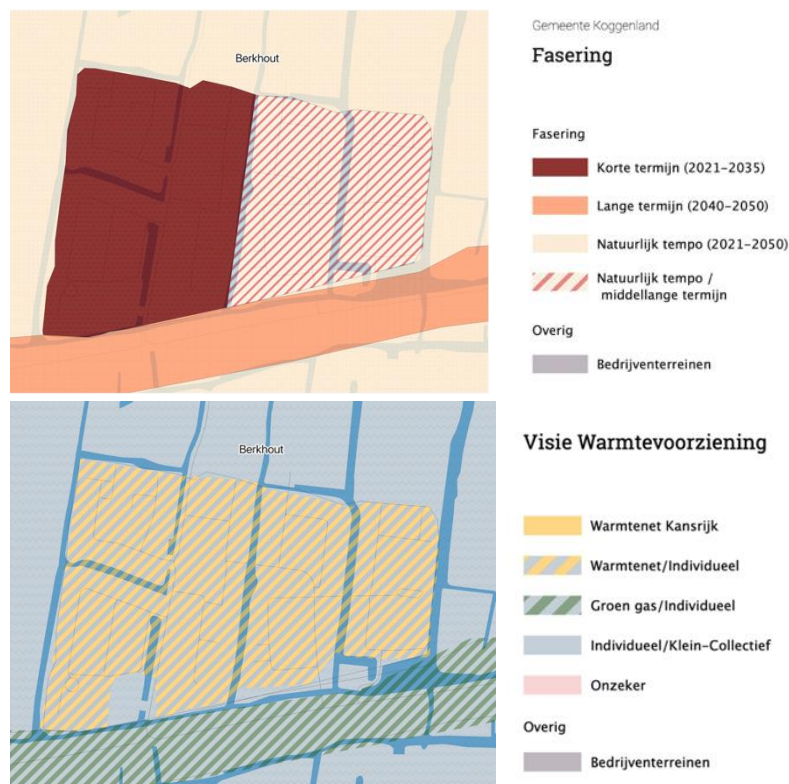 Berkhout
Gemeente Koggenland
Fasering
Fasering
Korte termijn (2021-2035)
Lange termijn (2040-2050)
Natuurlijk tempo (2021-2050)
Natuurlijk tempo /
middellange termijn
Overig
Bedrijventerreinen
Berkhout
Visie Warmtevoorziening
Warmtenet Kansrijk
Warmtenet/Individueel
Groen gas/Individueel
Individueel/Klein-Collectief
Onzeker
Overig
Bedrijventerreinen